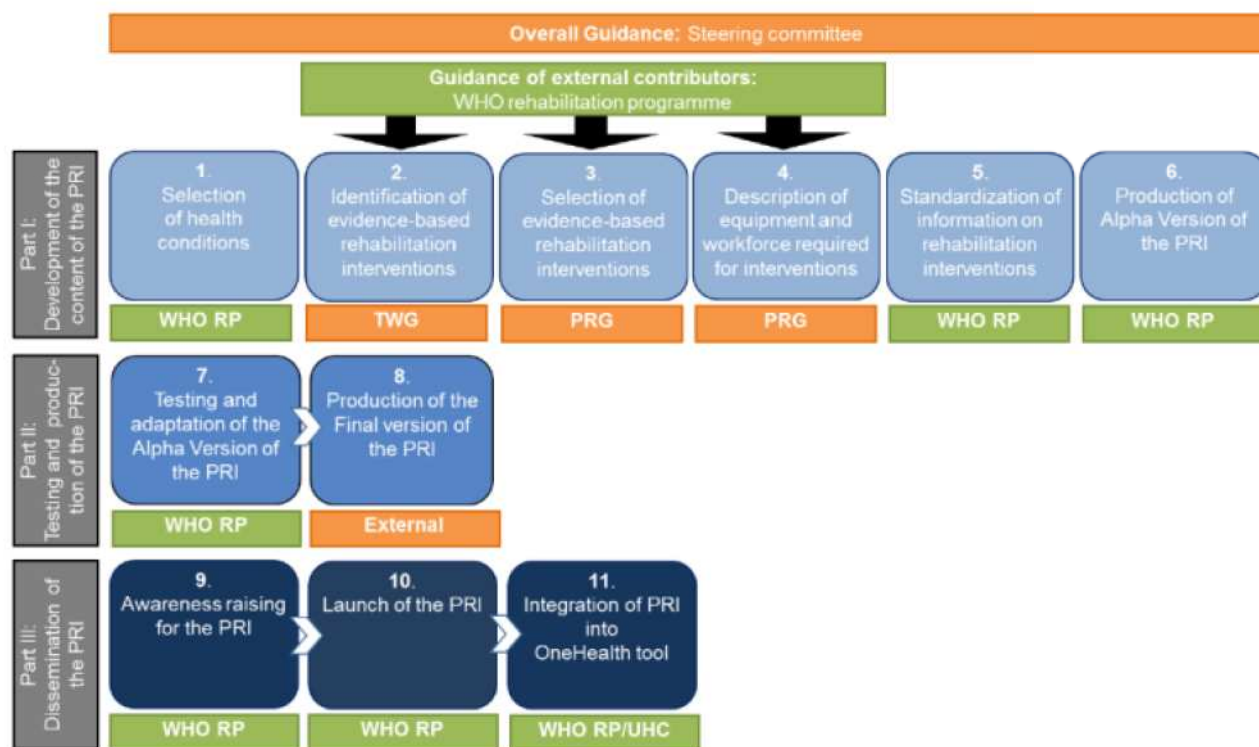 Overall Guidance: Steering committee
Guidance of external contributors:
WHO rehabilitation programme
Part I:
Development of the
content of the PRI
1.
Selection
of health
conditions
2.
Identification of
evidence-based
rehabilitation
interventions
3.
Selection of
evidence-based
rehabilitation
interventions
4.
Description of
equipment and
workforce required
for interventions
5.
Standardization of
information on
rehabilitation
interventions
6.
Production of
Alpha Version of
the PRI
WHO RP
TWG
PRG
PRG
WHO RP
WHO RP
Part II:
Testing and produc-
tion of the PRI
7.
Testing and
adaptation of the
Alpha Version of
the PRI
8.
Production of the
Final version of
the PRI
WHO RP
External
Part III:
Dissemination of
the PRI
9.
Awareness raising
for the PRI
10.
Launch of the PRI
11.
Integration of PRI
into
OneHealth tool
WHO RP
WHO RP
WHO RP/UHC